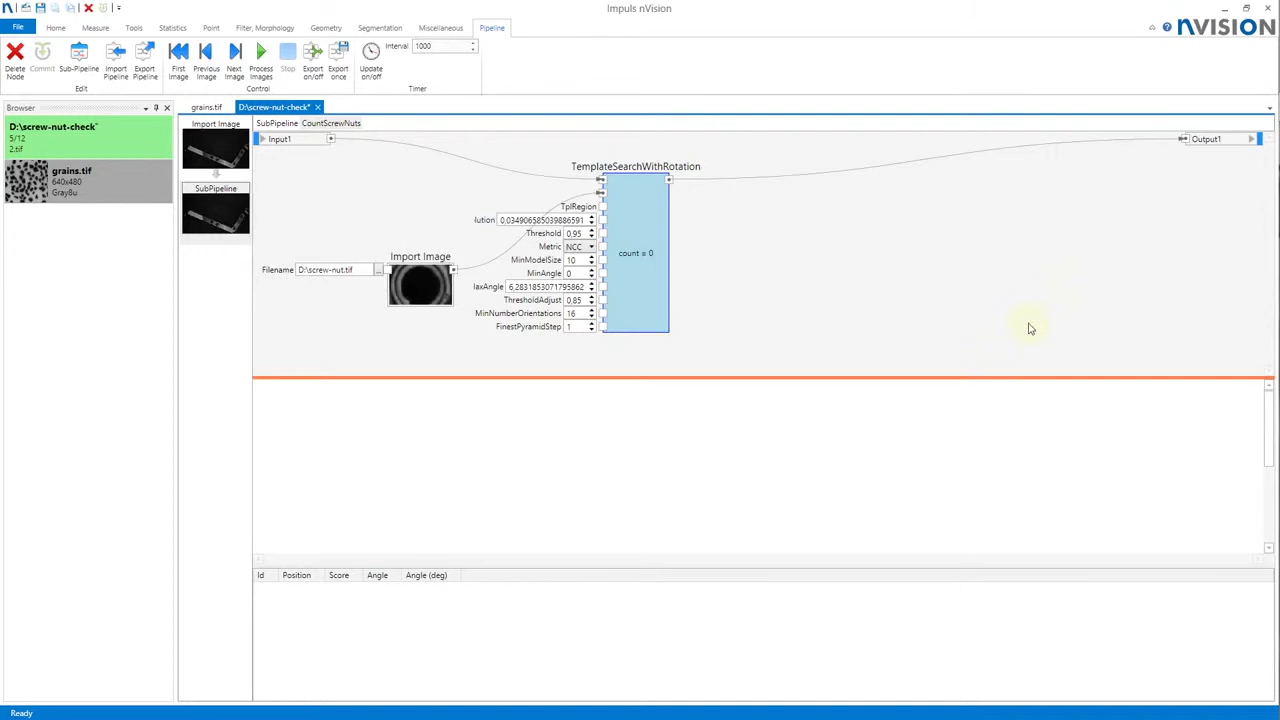 Impuls nVision
File Home Measure Tools Statistics Point Filter, Morphology Geometry Segmentation Miscellaneous Pipeline
nVISION
Delete Node
Commit
Sub-Pipeline
Import Pipeline
Export Pipeline
First Image
Previous Image
Next Image
Process Images
Stop
Export on/off
Export once
Update on/off
Interval 1000
Edit Control Timer
Browser
grains.tif D:\screw-nut-check*
D:\screw-nut-check*
5/12
2.tif
grains.tif
640x480
Gray8u
Import Image
SubPipeline
SubPipeline CountScrewNuts
Input1
Output1
TemplateSearchWithRotation
TplRegion
lution 0,034906585039886591
Threshold 0,95
Metric NCC
MinModelSize 10
MinAngle 0
laxAngle 6,2831853071795862
ThresholdAdjust 0,85
MinNumberOrientations 16
FinestPyramidStep 1
count = 0
Import Image
Filename D:\screw-nut.tif ...
Id Position Score Angle Angle (deg)
Ready